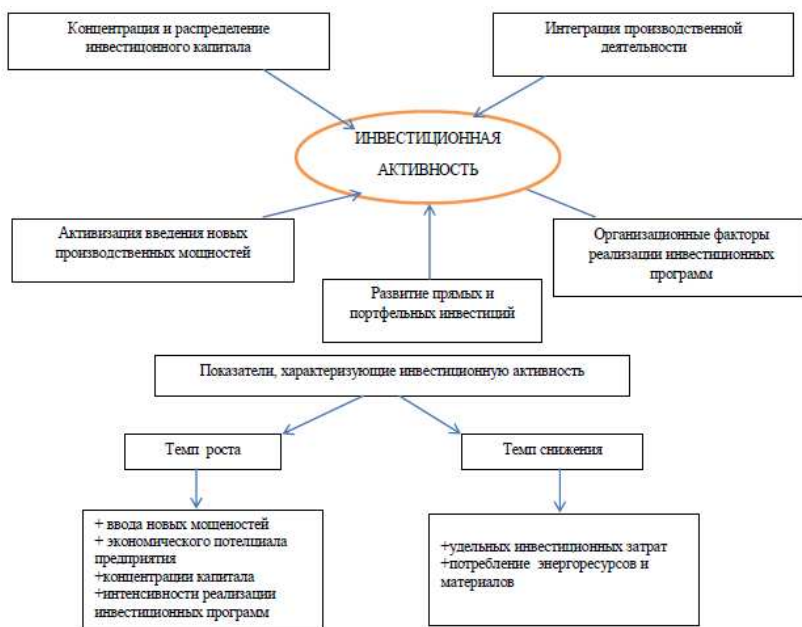 Концентрация и распределение
инвестицонного капитала
Интеграция производственной
деятельности
ИНВЕСТИЦИОННАЯ
АКТИВНОСТЬ
Активизация введения новых
производственных мощностей
Организационные факторы
реализации инвестиционных
программ
Развитие прямых и
портфельных инвестиций
Показатели, характеризующие инвестиционную активность
Темп роста
Темп снижения
+ ввода новых мощеностей
+ экономического потелциала
предприятия
+концентрации капитала
+интенсивности реализации
инвестиционных программ
+удельных инвестиционных затрат
+потребление энергоресурсов и
материалов